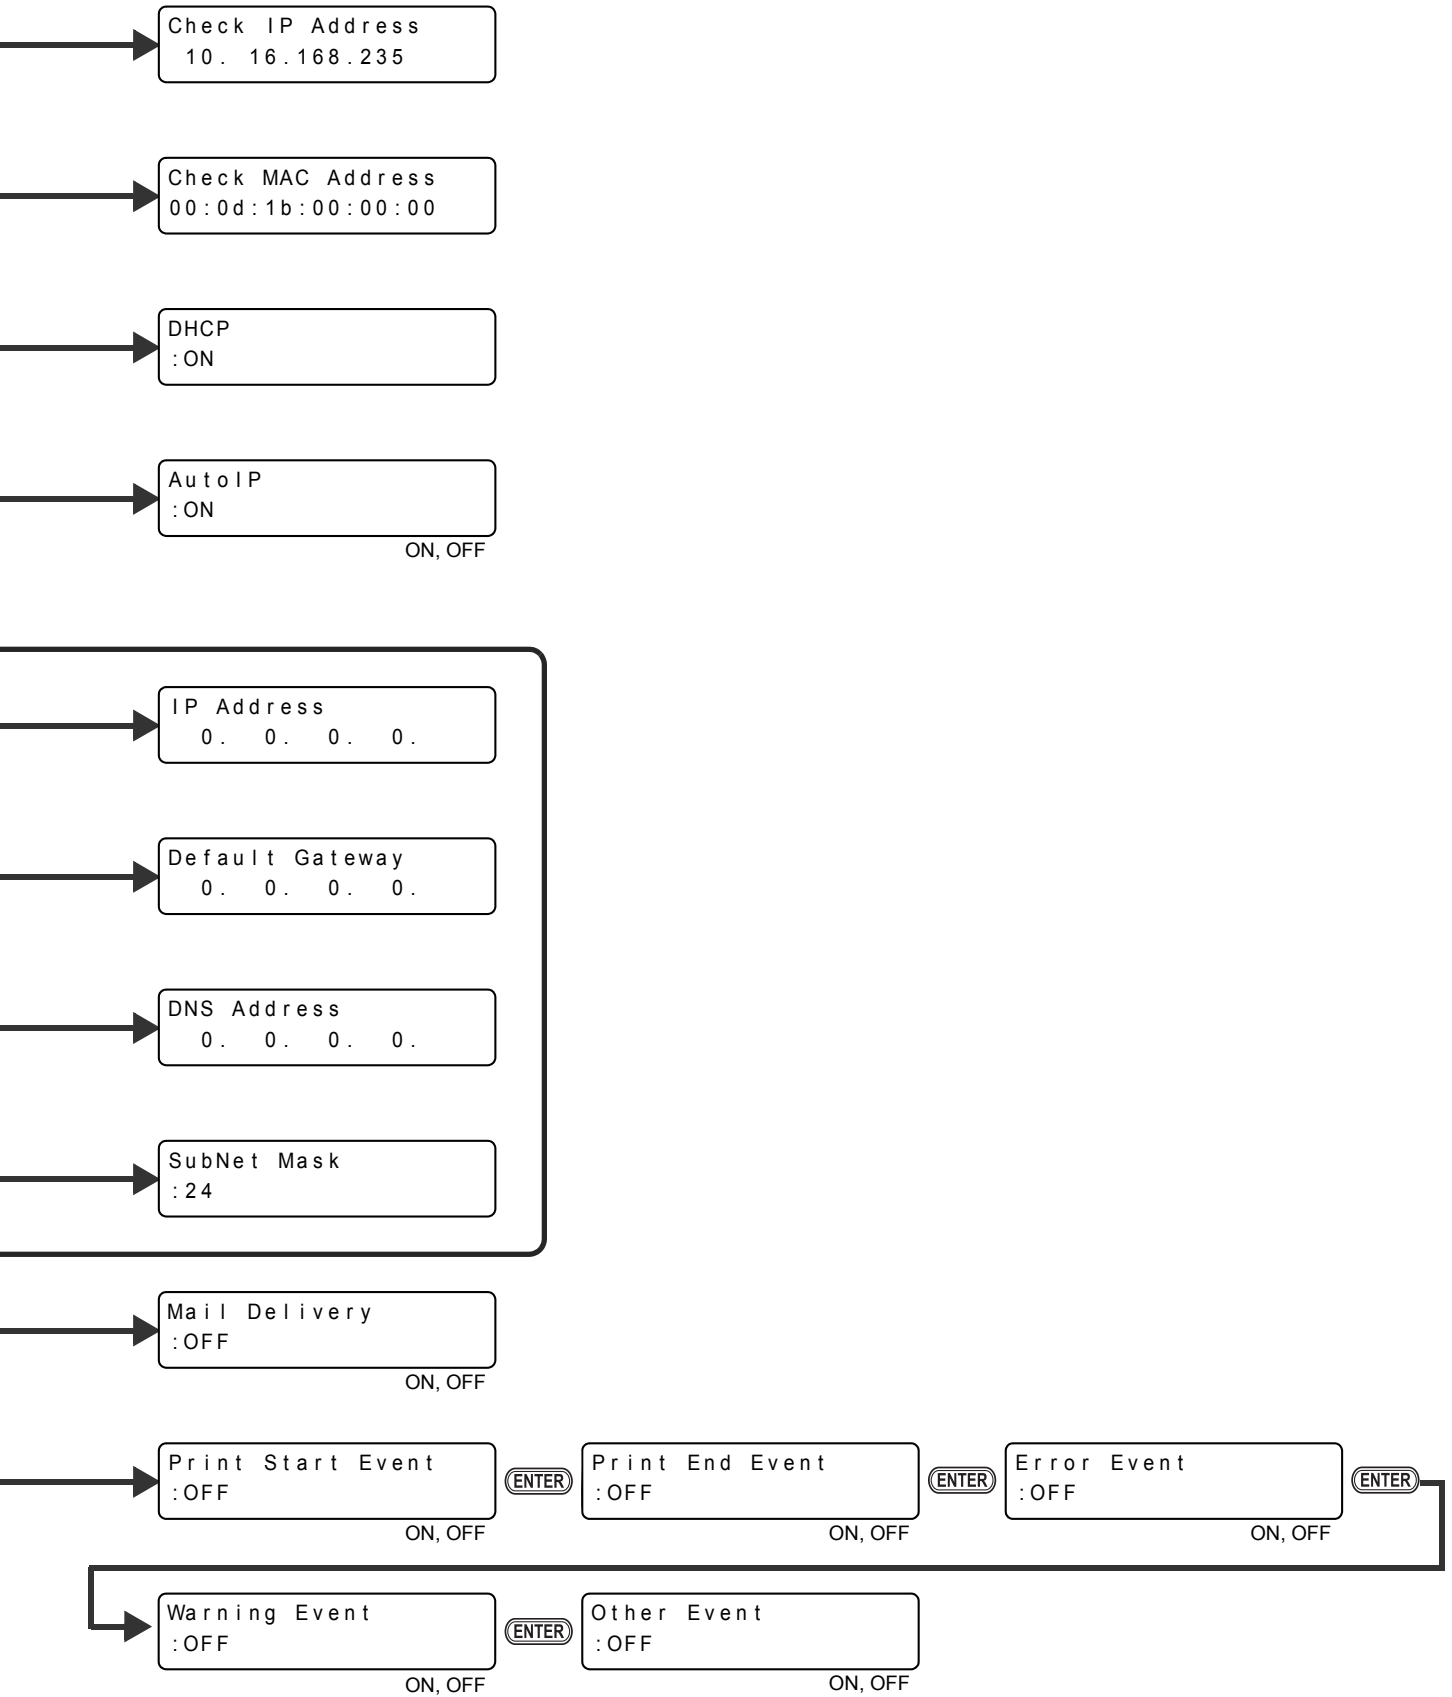 Check IP Address
10. 16.168.235
Check MAC Address
00:0d:1b:00:00:00
DHCP
:ON
AutoIP
:ON
ON, OFF
IP Address
0. 0. 0. 0.
Default Gateway
0. 0. 0. 0.
DNS Address
0. 0. 0. 0.
SubNet Mask
:24
Mail Delivery
:OFF
ON, OFF
Print Start Event
:OFF
ON, OFF
ENTER
Print End Event
:OFF
ON, OFF
ENTER
Error Event
:OFF
ON, OFF
ENTER
Warning Event
:OFF
ON, OFF
ENTER
Other Event
:OFF
ON, OFF